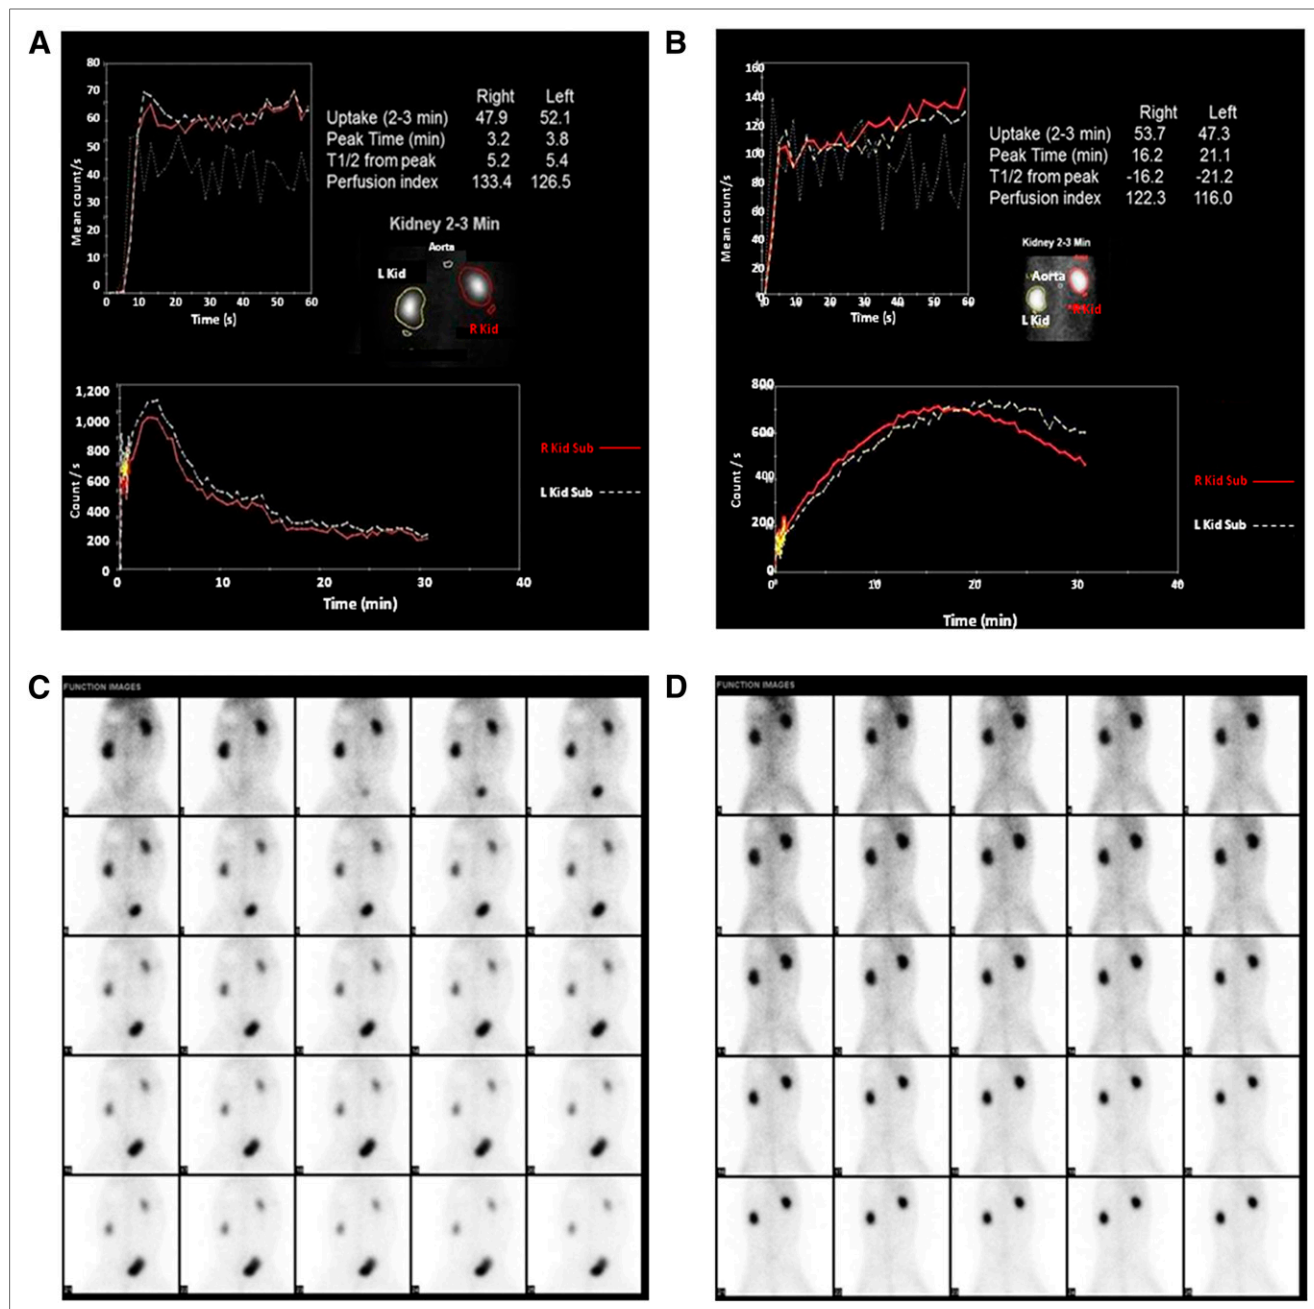 A
80
70
60
50
40
30
20
10
0
Mean count/s
0 10 20 30 40 50 60
Time (s)
Right Left
Uptake (2-3 min) 47.9 52.1
Peak Time (min) 3.2 3.8
T1/2 from peak 5.2 5.4
Perfusion index 133.4 126.5
Kidney 2-3 Min
Aorta
L Kid
R Kid
1,200
1,000
800
600
400
200
0
Count / s
0 10 20 30 40
Time (min)
R Kid Sub
L Kid Sub
B
160
140
120
100
80
60
40
20
0
Mean count/s
0 10 20 30 40 50 60
Time (s)
Right Left
Uptake (2-3 min) 53.7 47.3
Peak Time (min) 16.2 21.1
T1/2 from peak -16.2 -21.2
Perfusion index 122.3 116.0
Kidney 2-3 Min
Aorta
R Kid
L Kid
800
600
400
200
0
Count / s
0 10 20 30 40
Time (min)
R Kid Sub
L Kid Sub
C
FUNCTION IMAGES
D
FUNCTION IMAGES